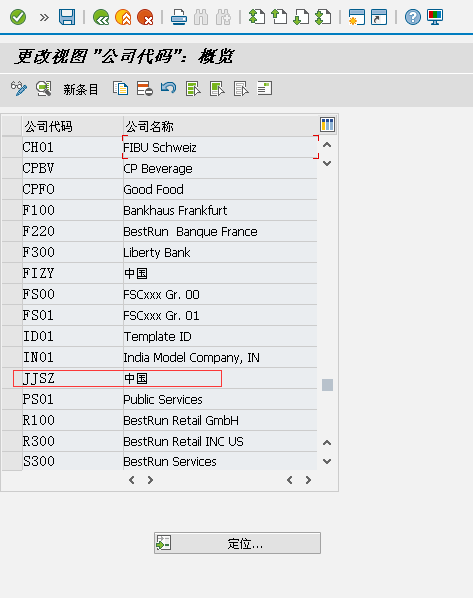 更改视图 "公司代码": 概览
新条目
公司代码 公司名称
CH01 FIBU Schweiz
CPBV CP Beverage
CPFO Good Food
F100 Bankhaus Frankfurt
F220 BestRun  Banque France
F300 Liberty Bank
FIZY 中国
FS00 FSCxxx Gr. 00
FS01 FSCxxx Gr. 01
ID01 Template ID
IN01 India Model Company, IN
JJSZ 中国
PS01 Public Services
R100 BestRun Retail GmbH
R300 BestRun Retail INC US
S300 BestRun Services
定位...